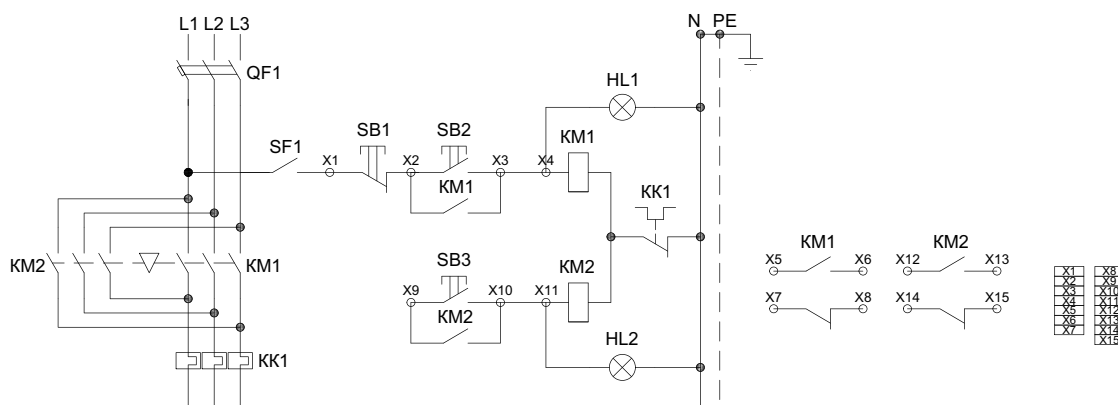 L1 L2 L3
N PE
QF1
HL1
SB1 SB2 KM1
SF1
X1 X2 X3 X4
KM1
KK1
KM2 KM1
SB3 KM2
X9 X10 X11
KM2
HL2
KK1
KM1 KM2
X5 X6 X12 X13
X7 X8 X14 X15
X1 X8
X2 X9
X3 X10
X4 X11
X5 X12
X6 X13
X7 X14
X15